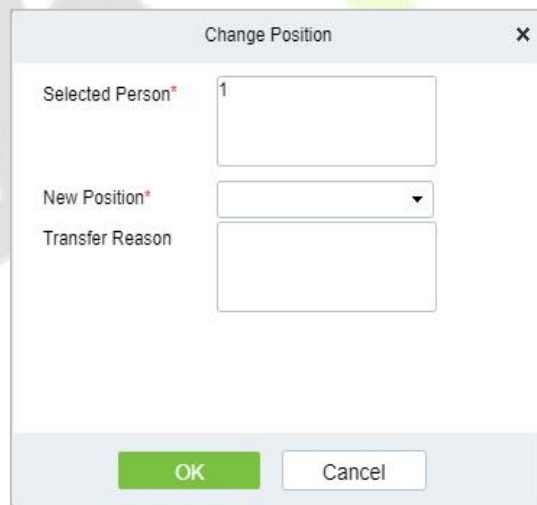 Change Position ×
Selected Person* 1
New Position*
Transfer Reason
OK Cancel